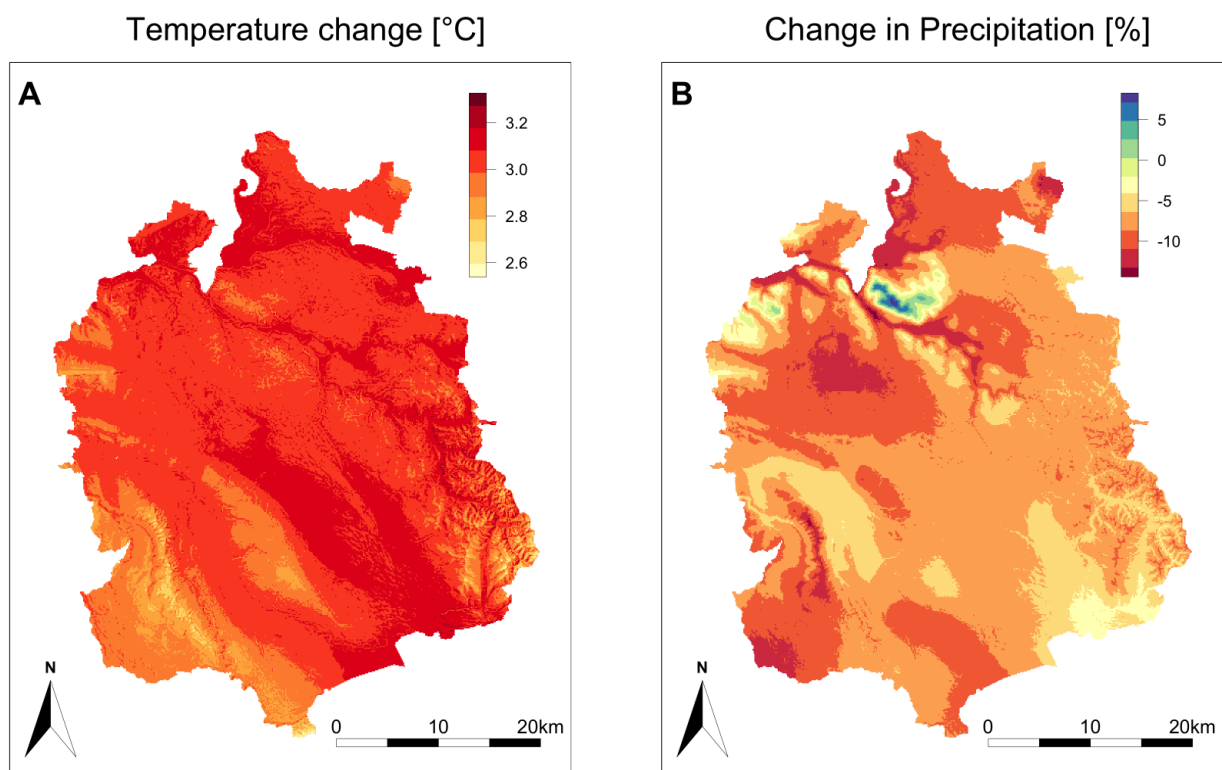 Temperature change [°C]
Change in Precipitation [%]
A
3.2
3.0
2.8
2.6
N
0 10 20km
B
5
0
-5
-10
N
0 10 20km